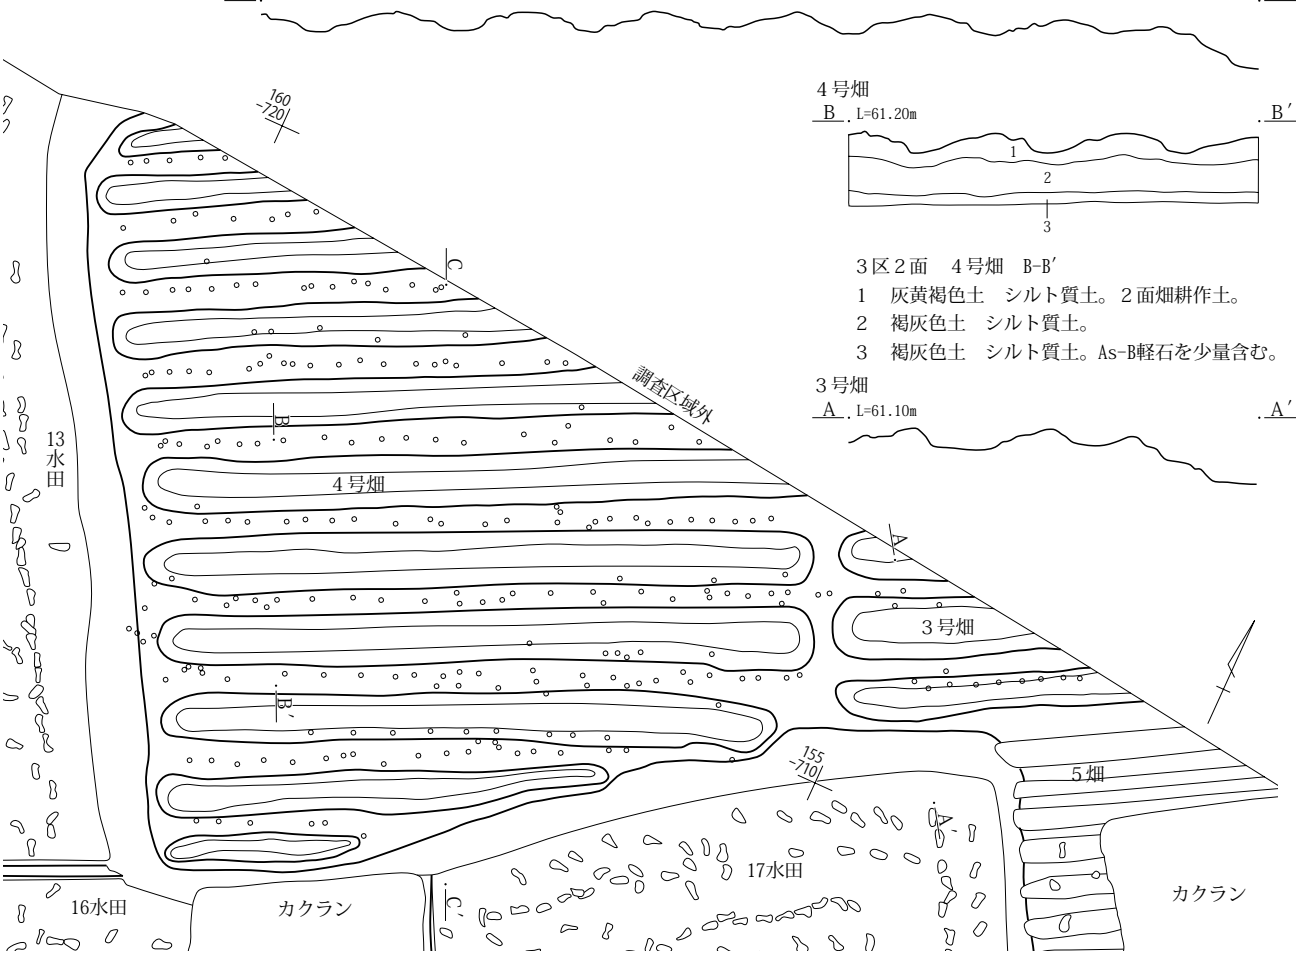 160
-720
4号畑
B L=61.20m B′
1
2
3
3区2面　4号畑　B-B′
1　灰黄褐色土　シルト質土。2面畑耕作土。
2　褐灰色土　シルト質土。
3　褐灰色土　シルト質土。As-B軽石を少量含む。
3号畑
A L=61.10m A′
C
調査区域外
B
13水田
4号畑
A
3号畑
B′
155
-710
5畑
A′
17水田
カクラン
16水田
カクラン
C′